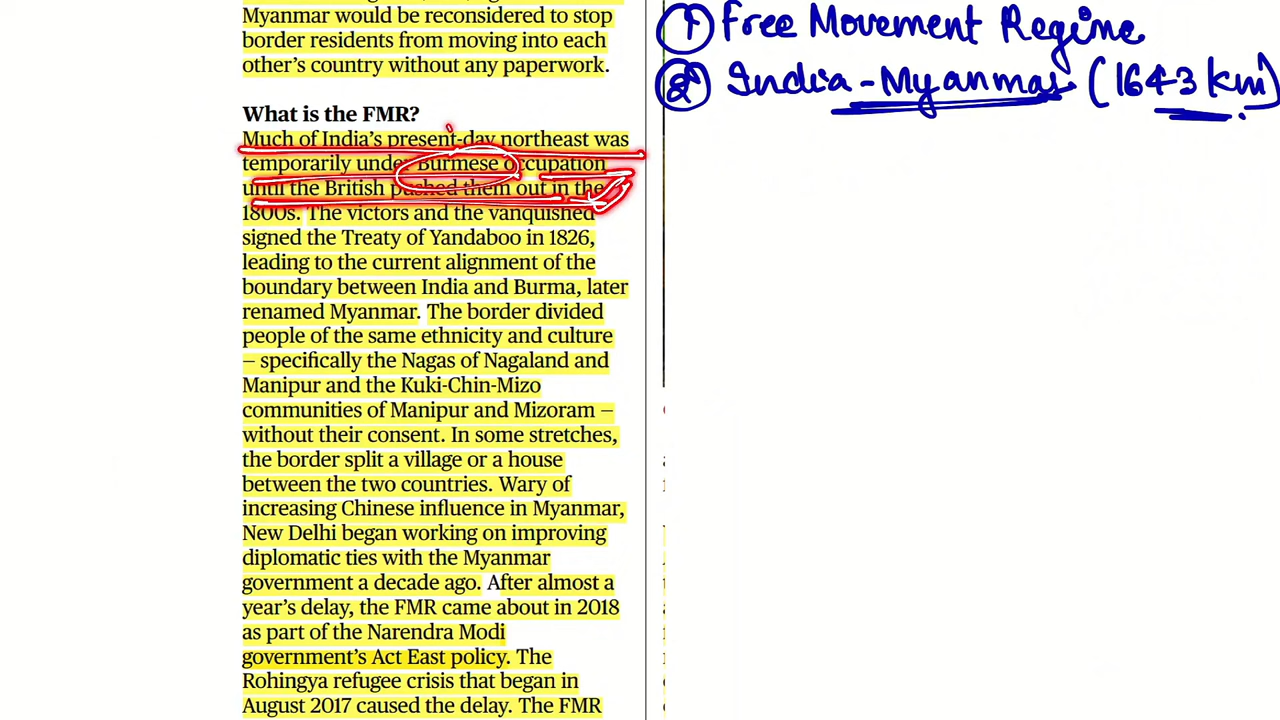 Myanmar would be reconsidered to stop
border residents from moving into each
other's country without any paperwork.
What is the FMR?
Much of India's present-day northeast was
temporarily under Burmese occupation
until the British pushed them out in the
1800s. The victors and the vanquished
signed the Treaty of Yandaboo in 1826,
leading to the current alignment of the
boundary between India and Burma, later
renamed Myanmar. The border divided
people of the same ethnicity and culture
— specifically the Nagas of Nagaland and
Manipur and the Kuki-Chin-Mizo
communities of Manipur and Mizoram —
without their consent. In some stretches,
the border split a village or a house
between the two countries. Wary of
increasing Chinese influence in Myanmar,
New Delhi began working on improving
diplomatic ties with the Myanmar
government a decade ago. After almost a
year's delay, the FMR came about in 2018
as part of the Narendra Modi
government's Act East policy. The
Rohingya refugee crisis that began in
August 2017 caused the delay. The FMR
① Free Movement Regime
② India-Myanmar (1643 km)